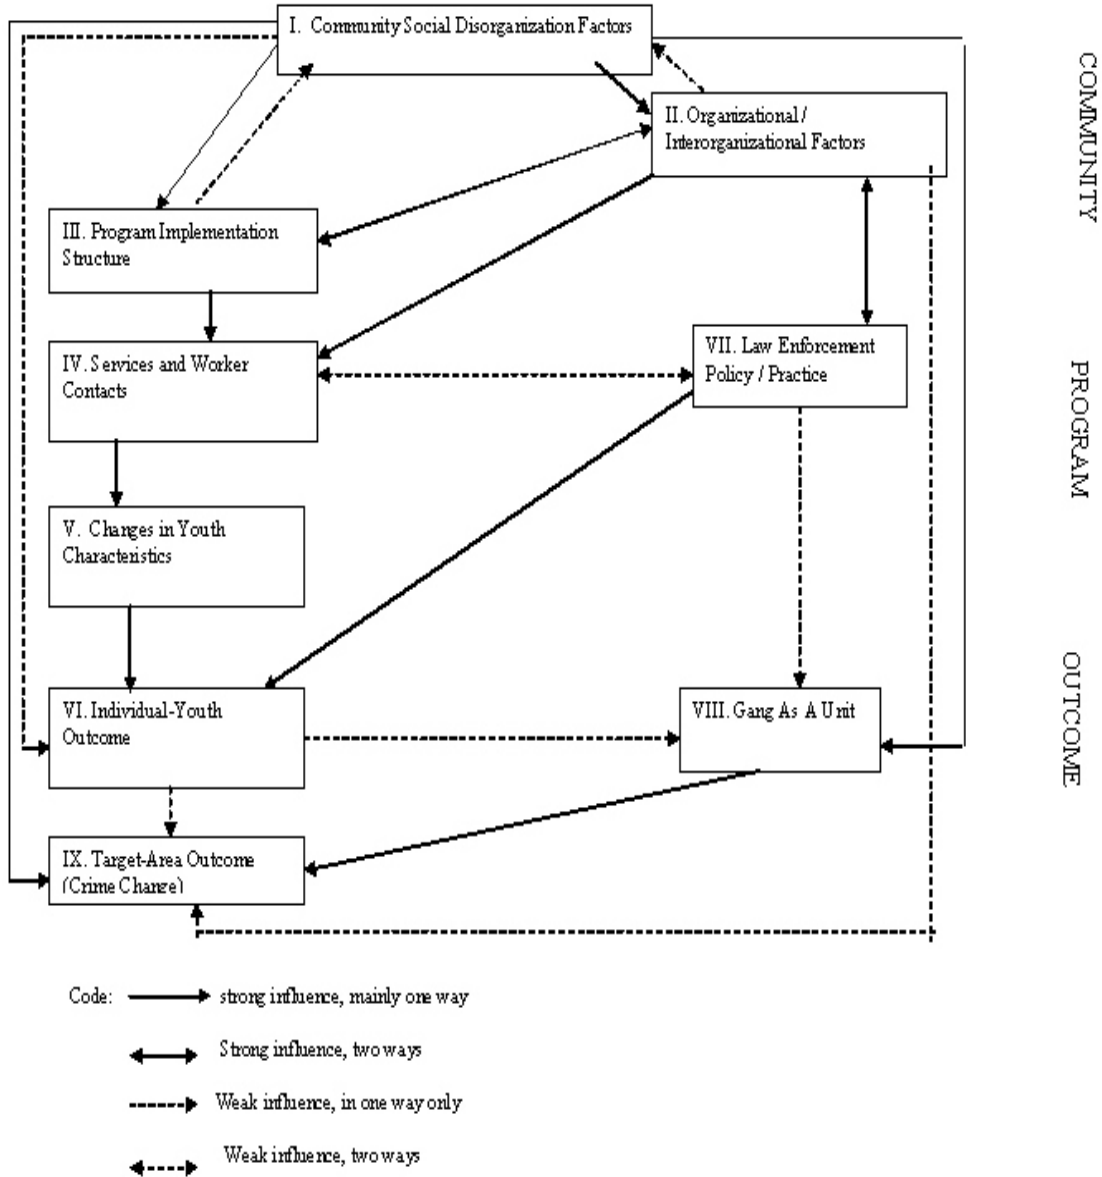 I. Community Social Disorganization Factors
II. Organizational /
Interorganizational Factors
COMMUNITY
III. Program Implementation
Structure
IV. Services and Worker
Contacts
VII. Law Enforcement
Policy / Practice
PROGRAM
V. Changes in Youth
Characteristics
VI. Individual-Youth
Outcome
VIII. Gang As A Unit
OUTCOME
IX. Target-Area Outcome
(Crime Change)
Code: strong influence, mainly one way
Strong influence, two ways
Weak influence, in one way only
Weak influence, two ways